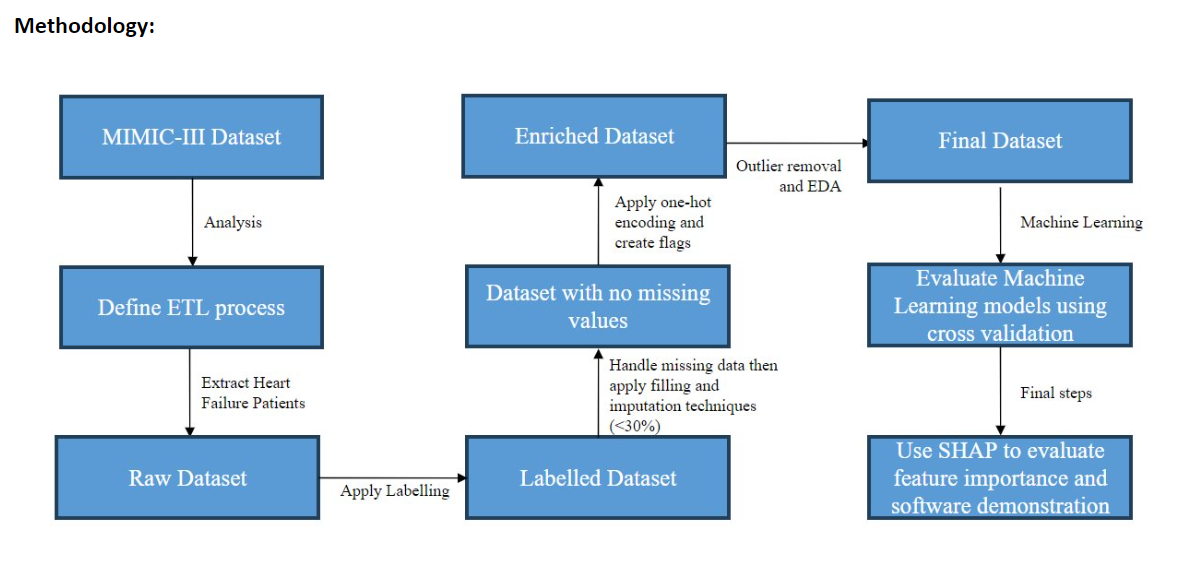 Methodology:
MIMIC-III Dataset
Analysis
Define ETL process
Extract Heart
Failure Patients
Raw Dataset
Apply Labelling
Labelled Dataset
Handle missing data then
apply filling and
imputation techniques
(<30%)
Dataset with no missing
values
Apply one-hot
encoding and
create flags
Enriched Dataset
Outlier removal
and EDA
Final Dataset
Machine Learning
Evaluate Machine
Learning models using
cross validation
Final steps
Use SHAP to evaluate
feature importance and
software demonstration